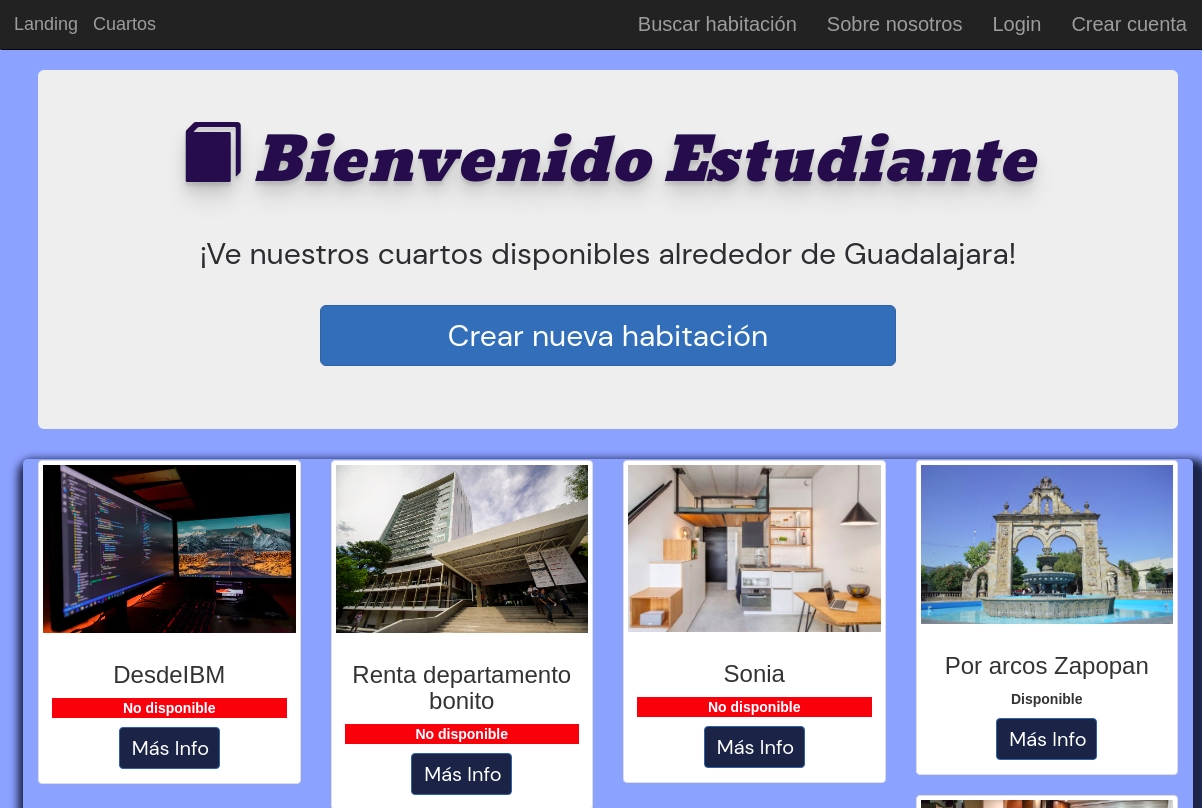 Landing Cuartos Buscar habitación Sobre nosotros Login Crear cuenta
Bienvenido Estudiante
¡Ve nuestros cuartos disponibles alrededor de Guadalajara!
Crear nueva habitación
DesdeIBM
No disponible
Más Info
Renta departamento
bonito
No disponible
Más Info
Sonia
No disponible
Más Info
Por arcos Zapopan
Disponible
Más Info